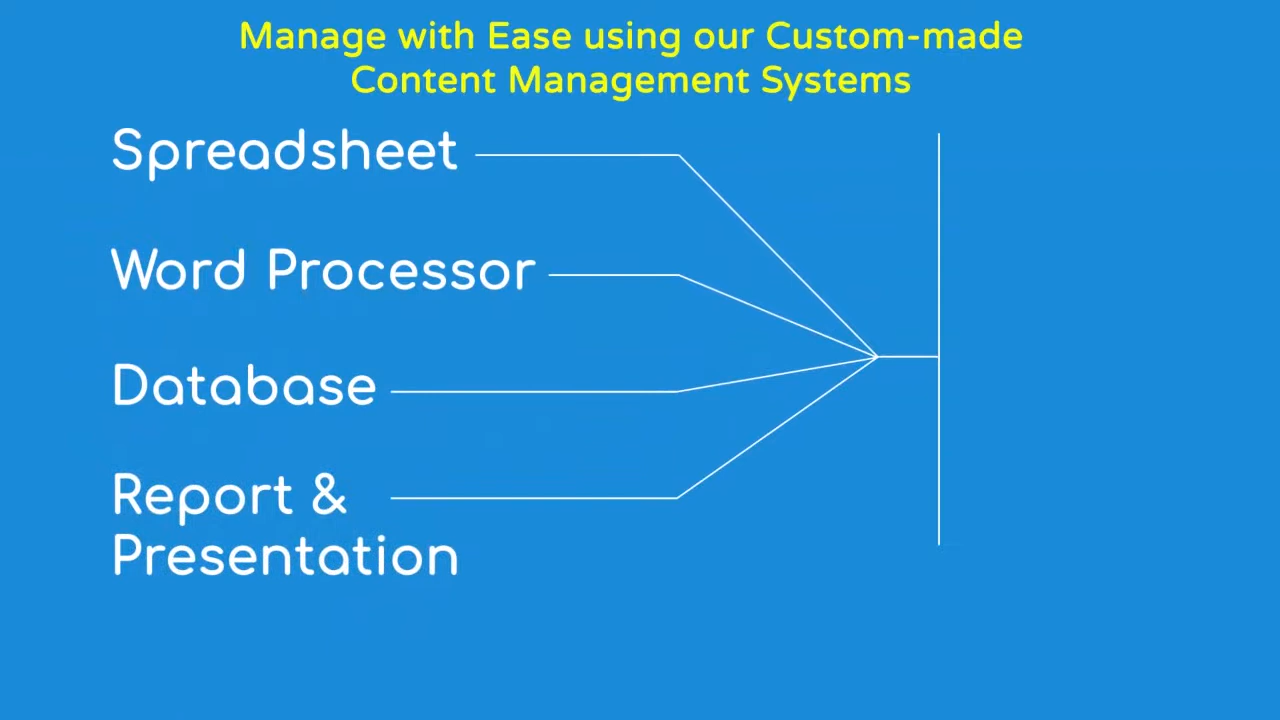 Manage with Ease using our Custom-made
Content Management Systems
Spreadsheet
Word Processor
Database
Report &
Presentation